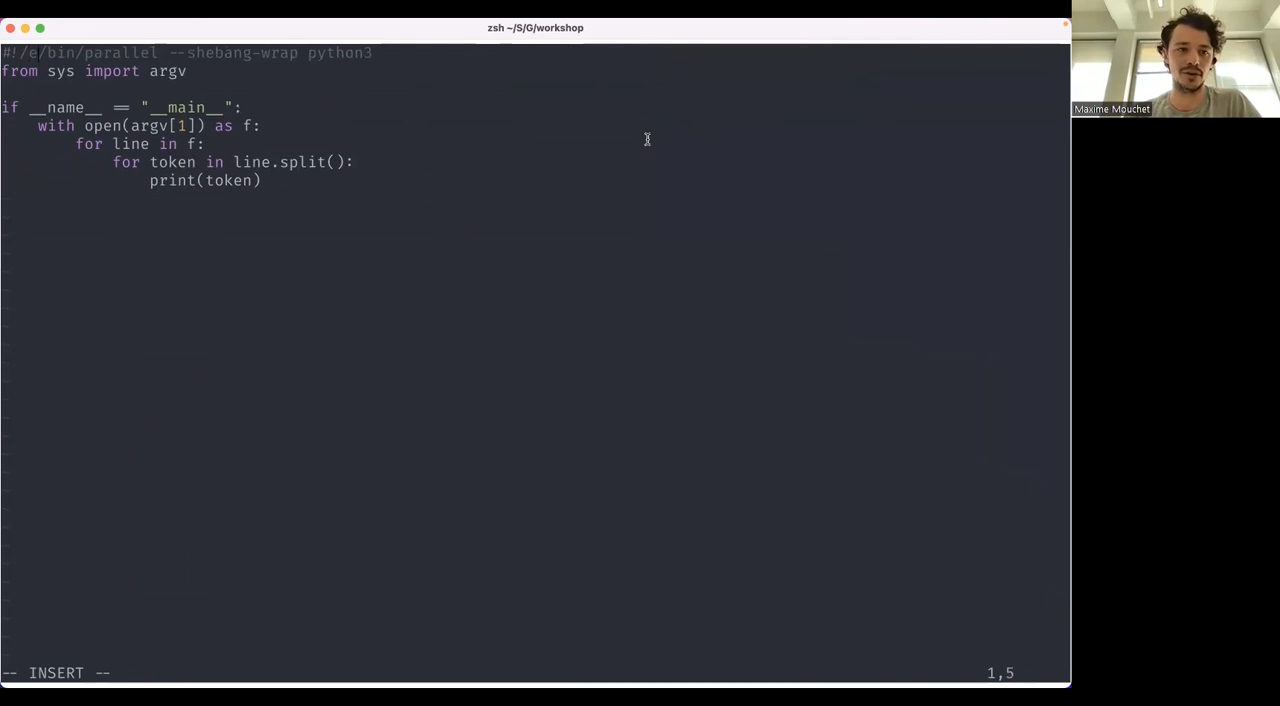 zsh ~/S/G/workshop
#!/e/bin/parallel --shebang-wrap python3
from sys import argv
if __name__ == "__main__":
with open(argv[1]) as f:
for line in f:
for token in line.split():
print(token)
-- INSERT --
1,5
Maxime Mouchet